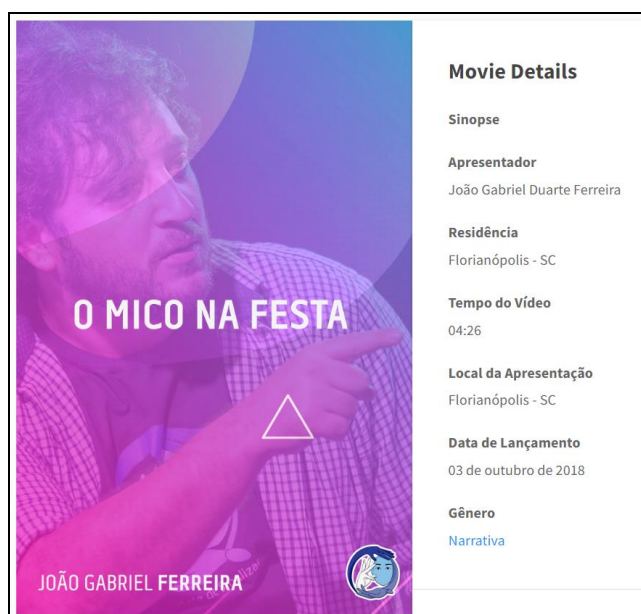 O MICO NA FESTA
JOÃO GABRIEL FERREIRA
Movie Details
Sinopse
Apresentador
João Gabriel Duarte Ferreira
Residência
Florianópolis - SC
Tempo do Vídeo
04:26
Local da Apresentação
Florianópolis - SC
Data de Lançamento
03 de outubro de 2018
Gênero
Narrativa